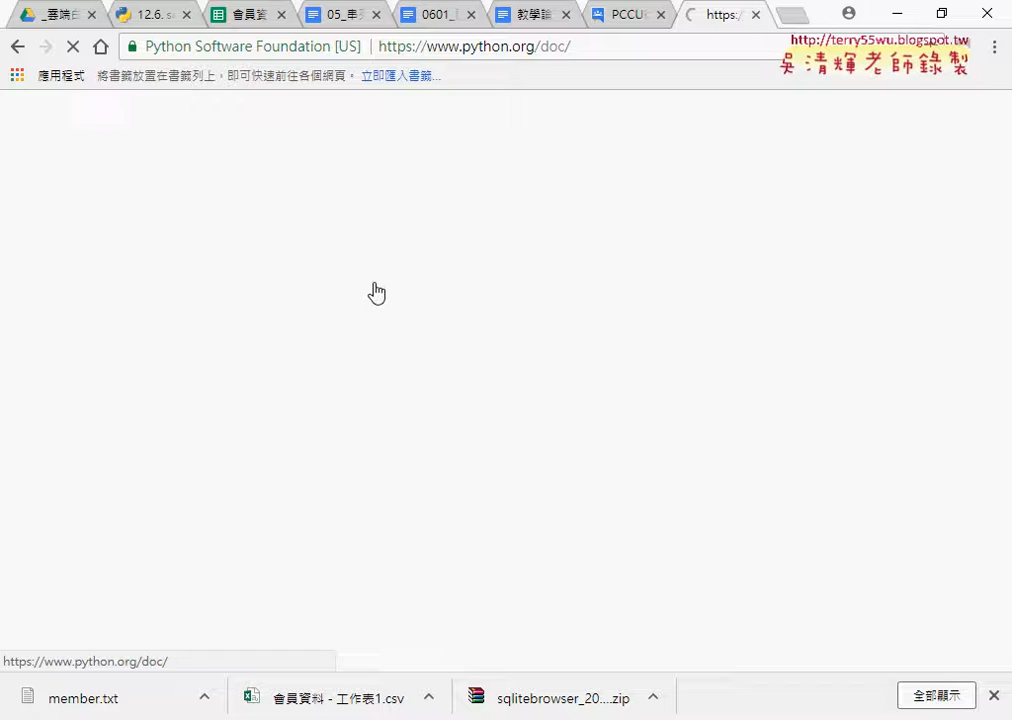 _雲端白
12.6. s
會員資
05_串列
0601_
教學論
PCCU
https:/
Python Software Foundation [US] | https://www.python.org/doc/
http://terry55wu.blogspot.tw
吳清輝老師錄製
應用程式 將書籤放置在書籤列上，即可快速前往各個網頁。 立即匯入書籤...
https://www.python.org/doc/
member.txt
會員資料 - 工作表1.csv
sqlitebrowser_20....zip
全部顯示